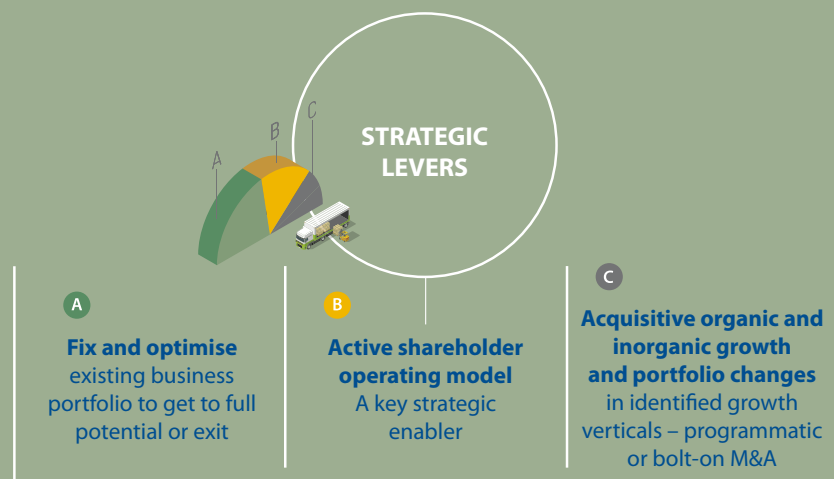 STRATEGIC
LEVERS
A
B
C
A
Fix and optimise
existing business
portfolio to get to full
potential or exit
B
Active shareholder
operating model
A key strategic
enabler
C
Acquisitive organic and
inorganic growth
and portfolio changes
in identified growth
verticals – programmatic
or bolt-on M&A